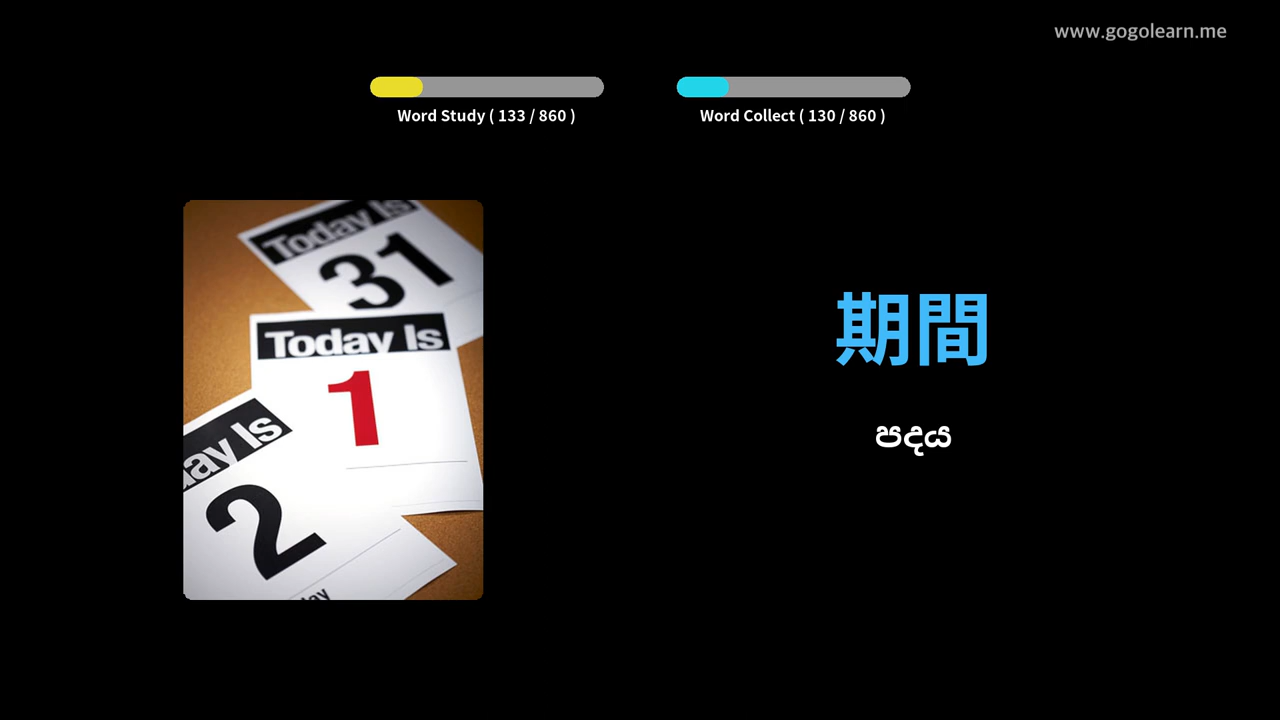 www.gogolearn.me
Word Study ( 133 / 860 )
Word Collect ( 130 / 860 )
Today Is
31
Today Is
1
ay Is
2
期間
පදය